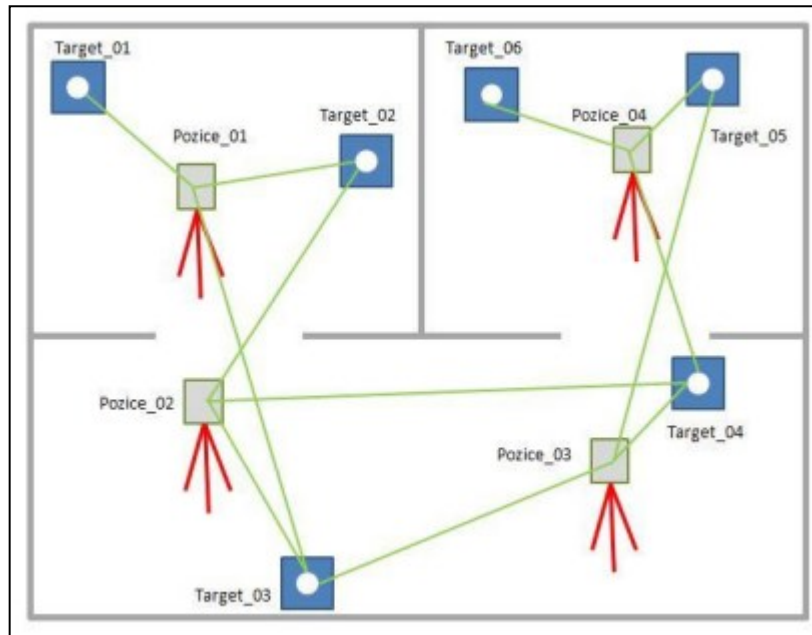 Target_01
Target_06
Pozice_01
Target_02
Pozice_04
Target_05
Pozice_02
Target_04
Pozice_03
Target_03